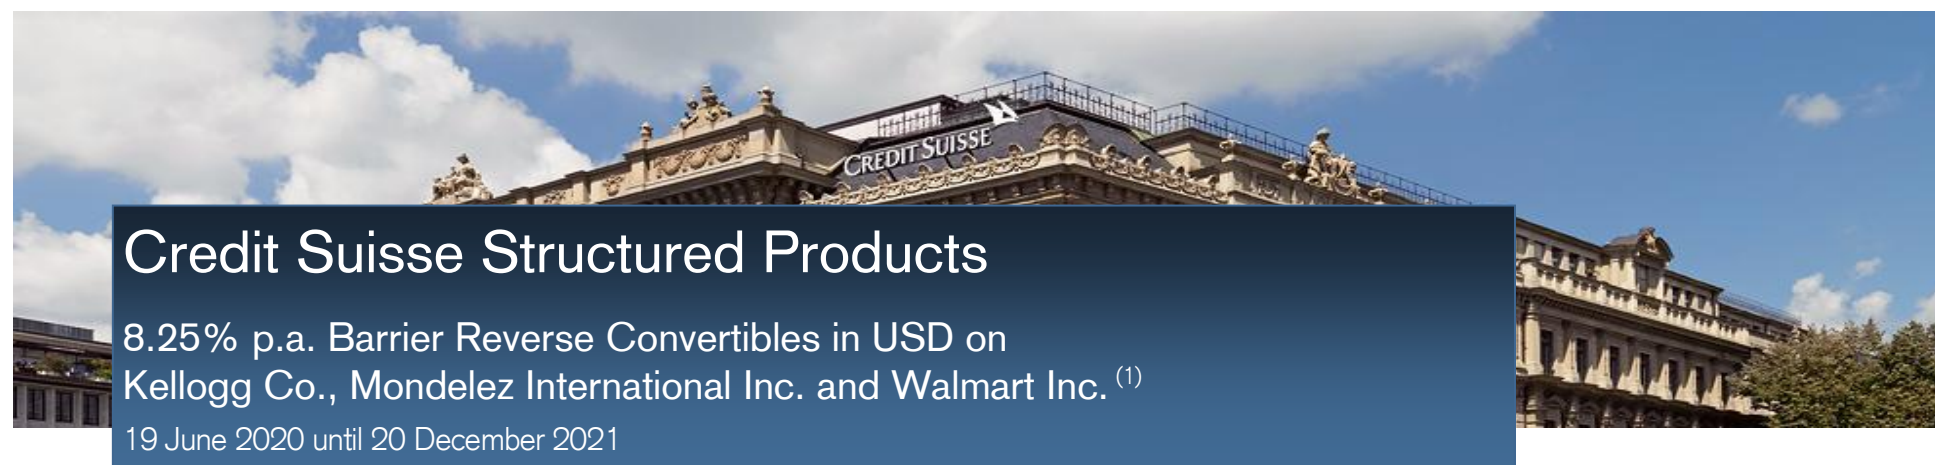 CREDIT SUISSE
Credit Suisse Structured Products
8.25% p.a. Barrier Reverse Convertibles in USD on
Kellogg Co., Mondelez International Inc. and Walmart Inc. (1)
19 June 2020 until 20 December 2021